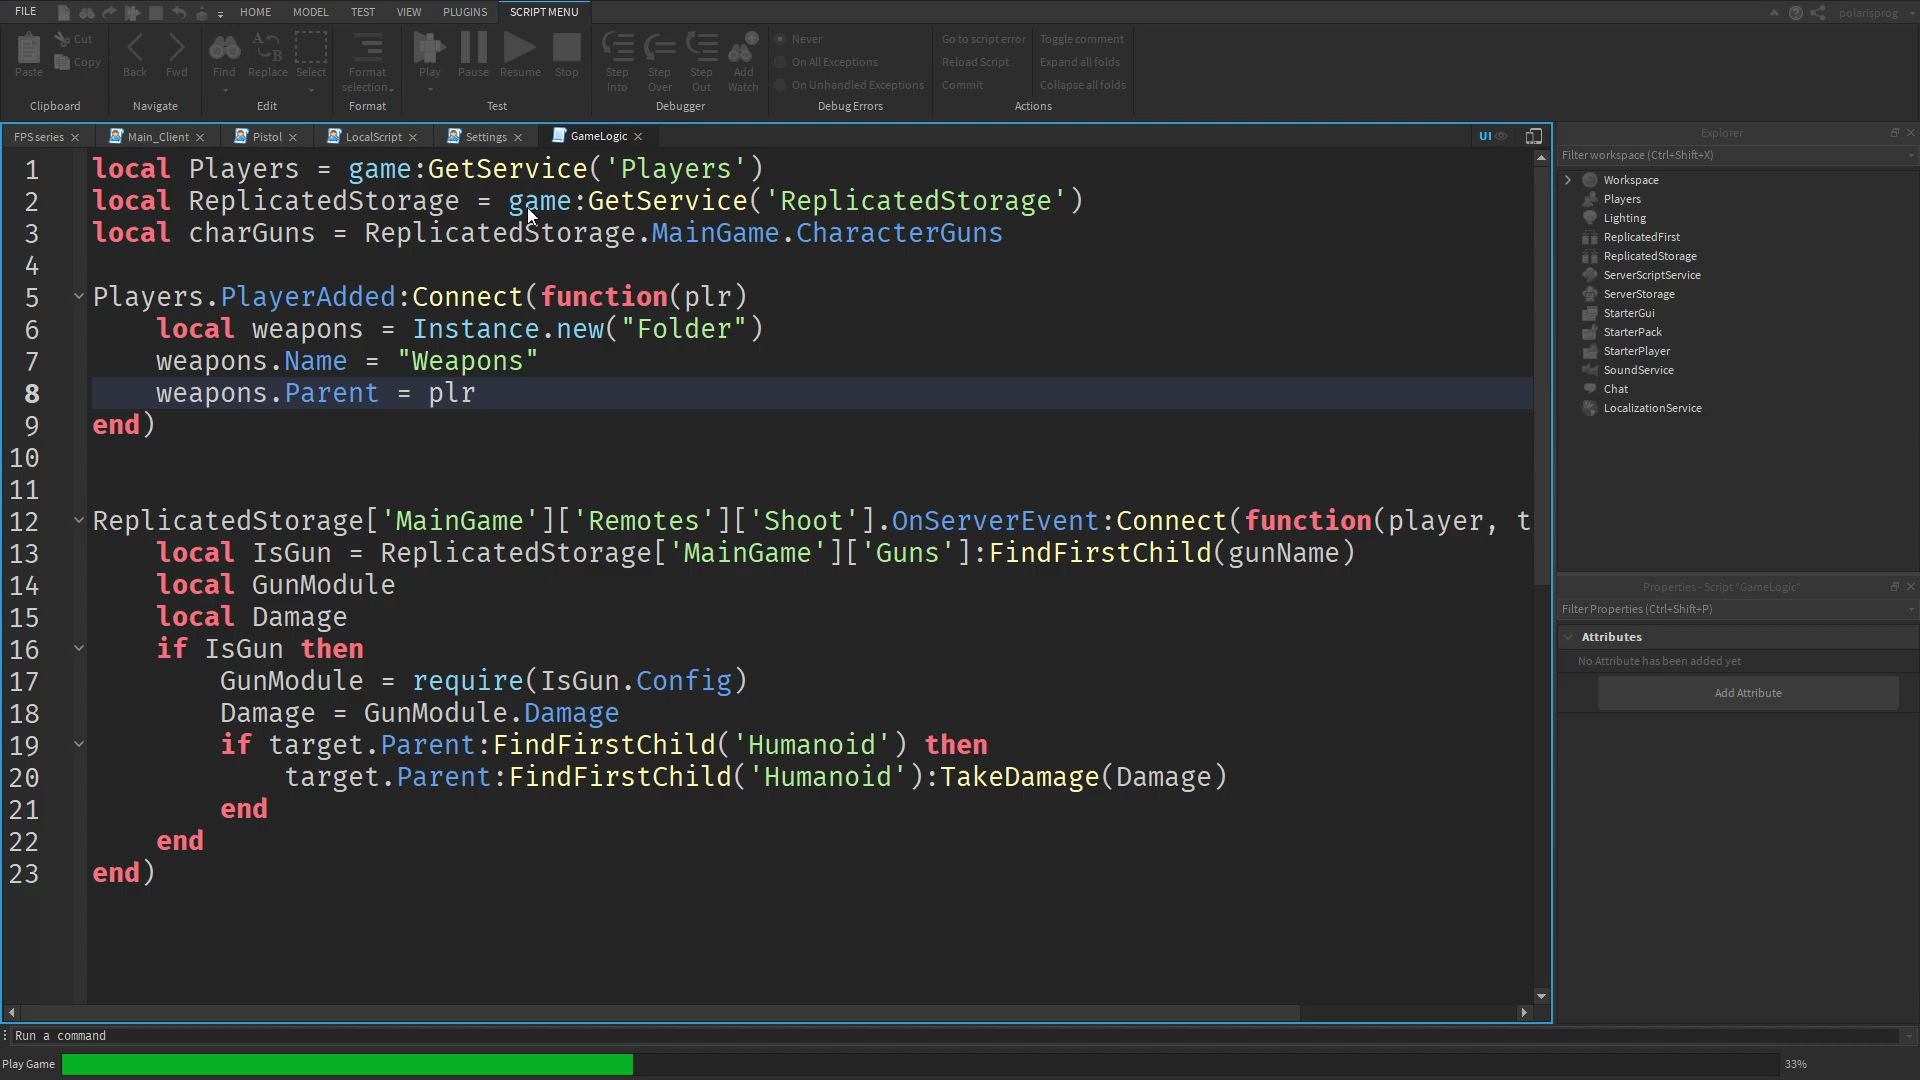 FILE HOME MODEL TEST VIEW PLUGINS SCRIPT MENU polarisprog
Paste Cut Copy Back Fwd Find Replace Select Format selection Play Pause Resume Stop Step Into Step Over Step Out Add Watch
Never
On All Exceptions
On Unhandled Exceptions
Go to script error
Reload Script
Commit
Toggle comment
Expand all folds
Collapse all folds
Clipboard Navigate Edit Format Test Debugger Debug Errors Actions
FPS series Main_Client Pistol LocalScript Settings GameLogic UI
1 local Players = game:GetService('Players')
2 local ReplicatedStorage = game:GetService('ReplicatedStorage')
3 local charGuns = ReplicatedStorage.MainGame.CharacterGuns
4
5 Players.PlayerAdded:Connect(function(plr)
6 local weapons = Instance.new("Folder")
7 weapons.Name = "Weapons"
8 weapons.Parent = plr
9 end)
10
11
12 ReplicatedStorage['MainGame']['Remotes']['Shoot'].OnServerEvent:Connect(function(player, t
13 local IsGun = ReplicatedStorage['MainGame']['Guns']:FindFirstChild(gunName)
14 local GunModule
15 local Damage
16 if IsGun then
17 GunModule = require(IsGun.Config)
18 Damage = GunModule.Damage
19 if target.Parent:FindFirstChild('Humanoid') then
20 target.Parent:FindFirstChild('Humanoid'):TakeDamage(Damage)
21 end
22 end
23 end)
Explorer
Filter workspace (Ctrl+Shift+X)
Workspace
Players
Lighting
ReplicatedFirst
ReplicatedStorage
ServerScriptService
ServerStorage
StarterGui
StarterPack
StarterPlayer
SoundService
Chat
LocalizationService
Properties - Script "GameLogic"
Filter Properties (Ctrl+Shift+P)
Attributes
No Attribute has been added yet
Add Attribute
Run a command
Play Game 33%